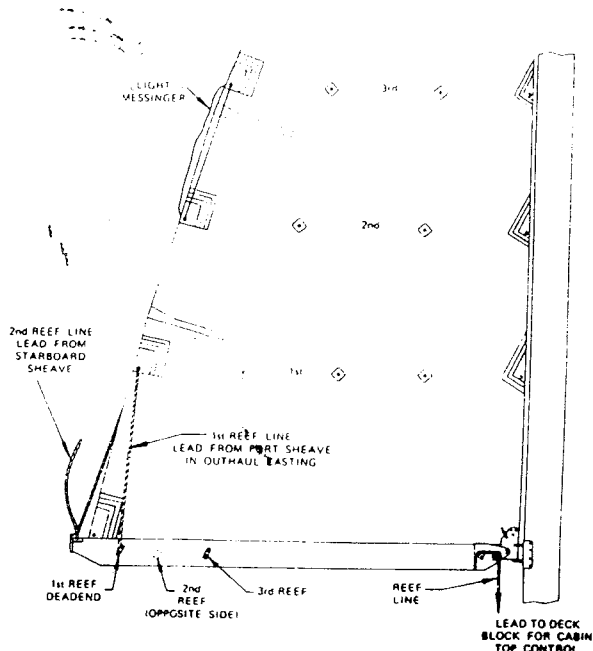 LIGHT
MESSINGER
3rd
2nd
2nd REEF LINE
LEAD FROM
STARBOARD
SHEAVE
1st
1st REEF LINE
LEAD FROM PORT SHEAVE
IN OUTHAUL CASTING
1st REEF
DEADEND
2nd
REEF
(OPPOSITE SIDE)
3rd REEF
REEF
LINE
LEAD TO DECK
BLOCK FOR CABIN
TOP CONTROL